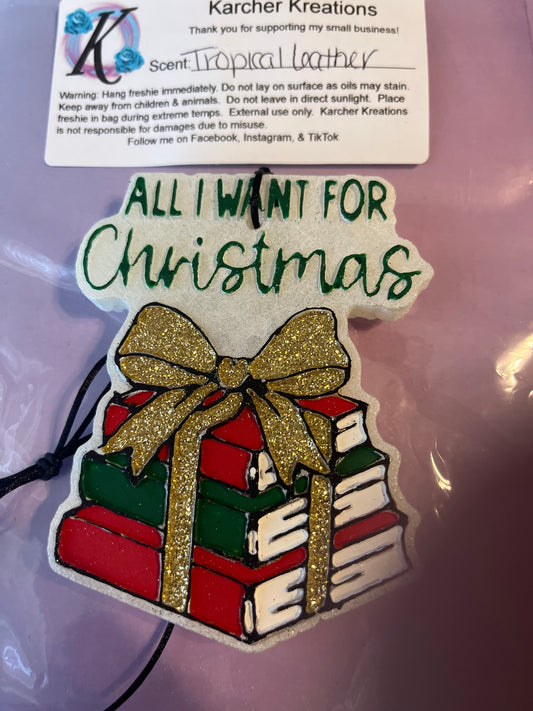 Karcher Kreations
Thank you for supporting my small business!
K
Scent: Tropical leather
Warning: Hang freshie immediately. Do not lay on surface as oils may stain.
Keep away from children & animals. Do not leave in direct sunlight. Place
freshie in bag during extreme temps. External use only. Karcher Kreations
is not responsible for damages due to misuse.
Follow me on Facebook, Instagram, & TikTok
ALL I WANT FOR
Christmas